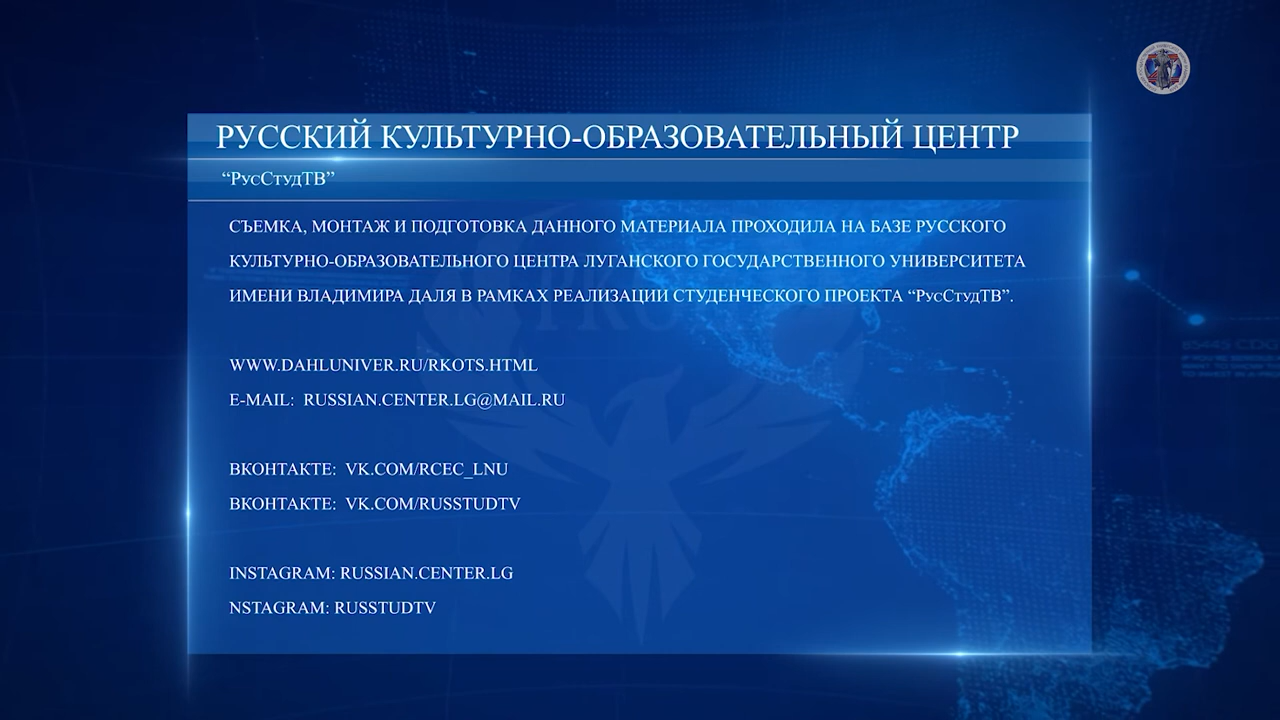 РУССКИЙ КУЛЬТУРНО-ОБРАЗОВАТЕЛЬНЫЙ ЦЕНТР
“РусСтудТВ”
СЪЕМКА, МОНТАЖ И ПОДГОТОВКА ДАННОГО МАТЕРИАЛА ПРОХОДИЛА НА БАЗЕ РУССКОГО
КУЛЬТУРНО-ОБРАЗОВАТЕЛЬНОГО ЦЕНТРА ЛУГАНСКОГО ГОСУДАРСТВЕННОГО УНИВЕРСИТЕТА
ИМЕНИ ВЛАДИМИРА ДАЛЯ В РАМКАХ РЕАЛИЗАЦИИ СТУДЕНЧЕСКОГО ПРОЕКТА “РусСтудТВ”.
WWW.DAHLUNIVER.RU/RKOTS.HTML
E-MAIL: RUSSIAN.CENTER.LG@MAIL.RU
ВКОНТАКТЕ: VK.COM/RCEC_LNU
ВКОНТАКТЕ: VK.COM/RUSSTUDTV
INSTAGRAM: RUSSIAN.CENTER.LG
NSTAGRAM: RUSSTUDTV